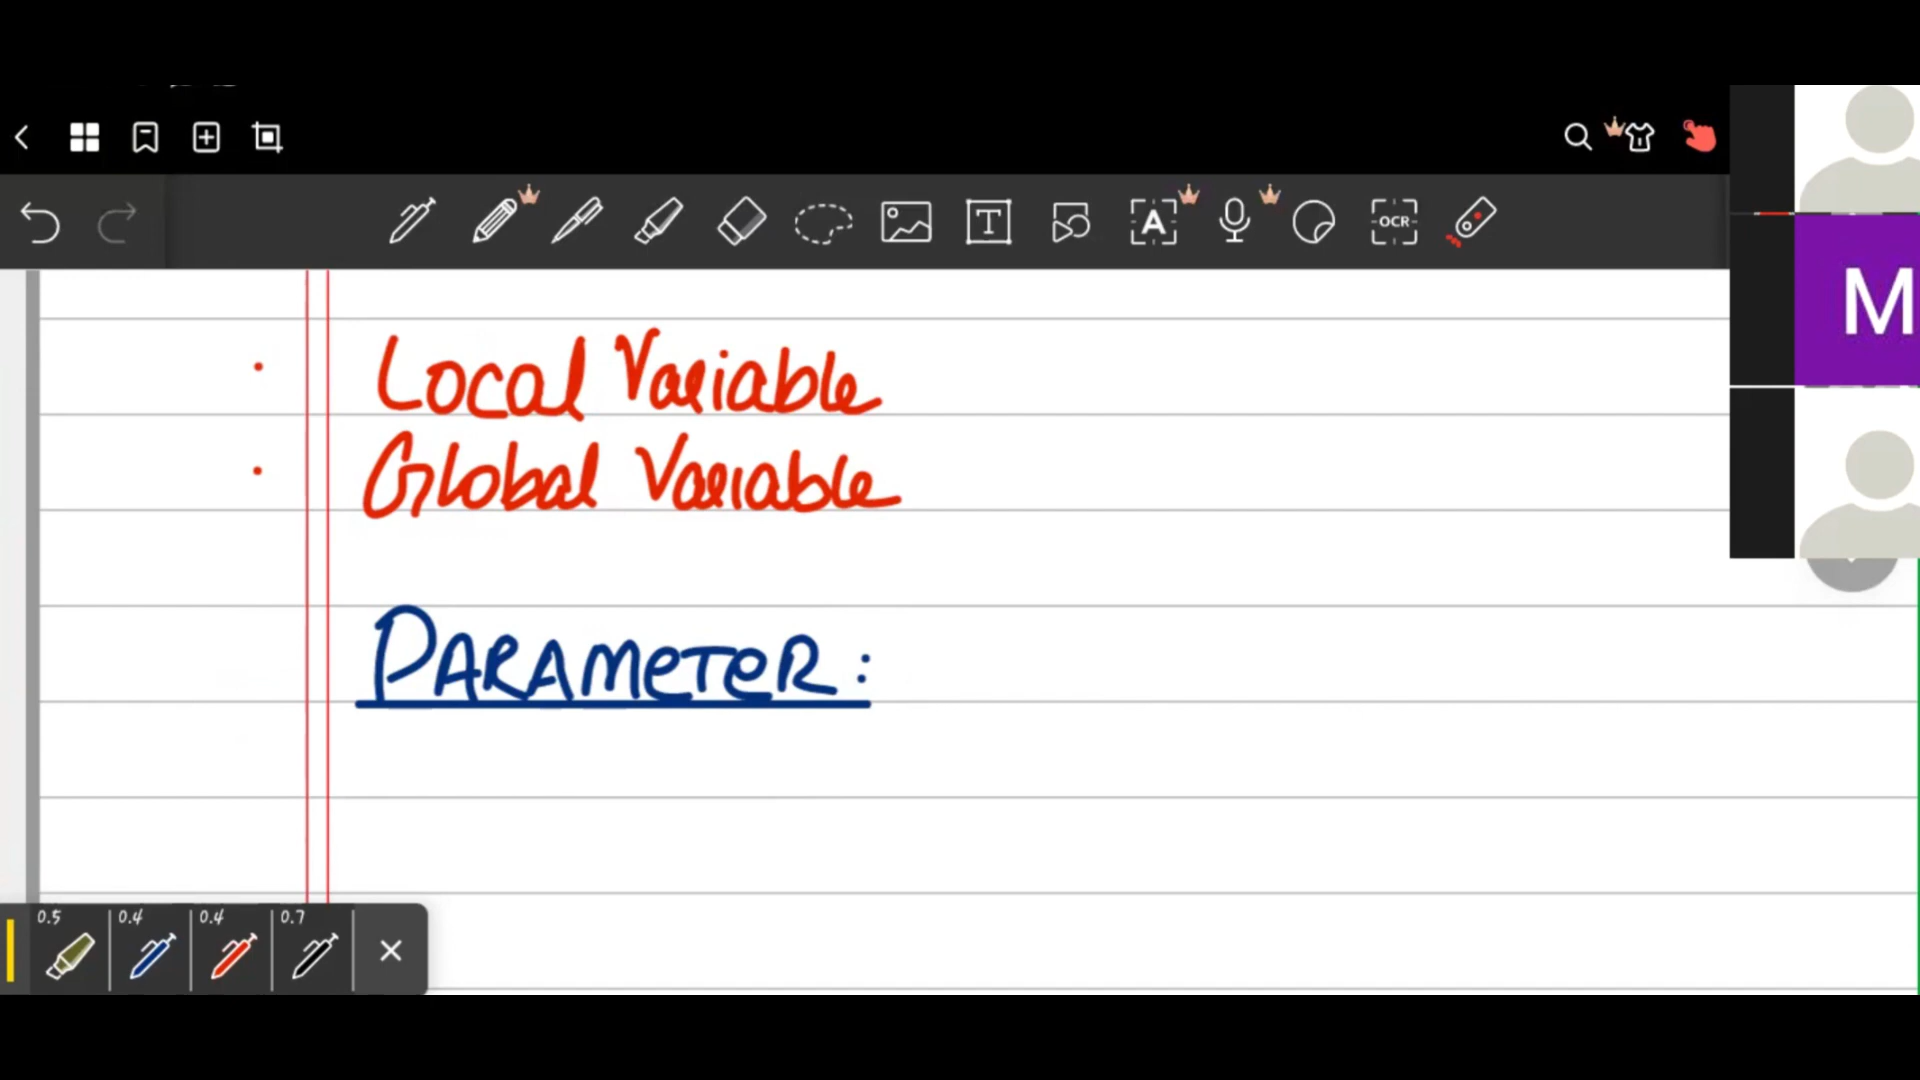 M
T
A
OCR
· Local Variable
· Global Variable
PARAMETER :
0.5 0.4 0.4 0.7